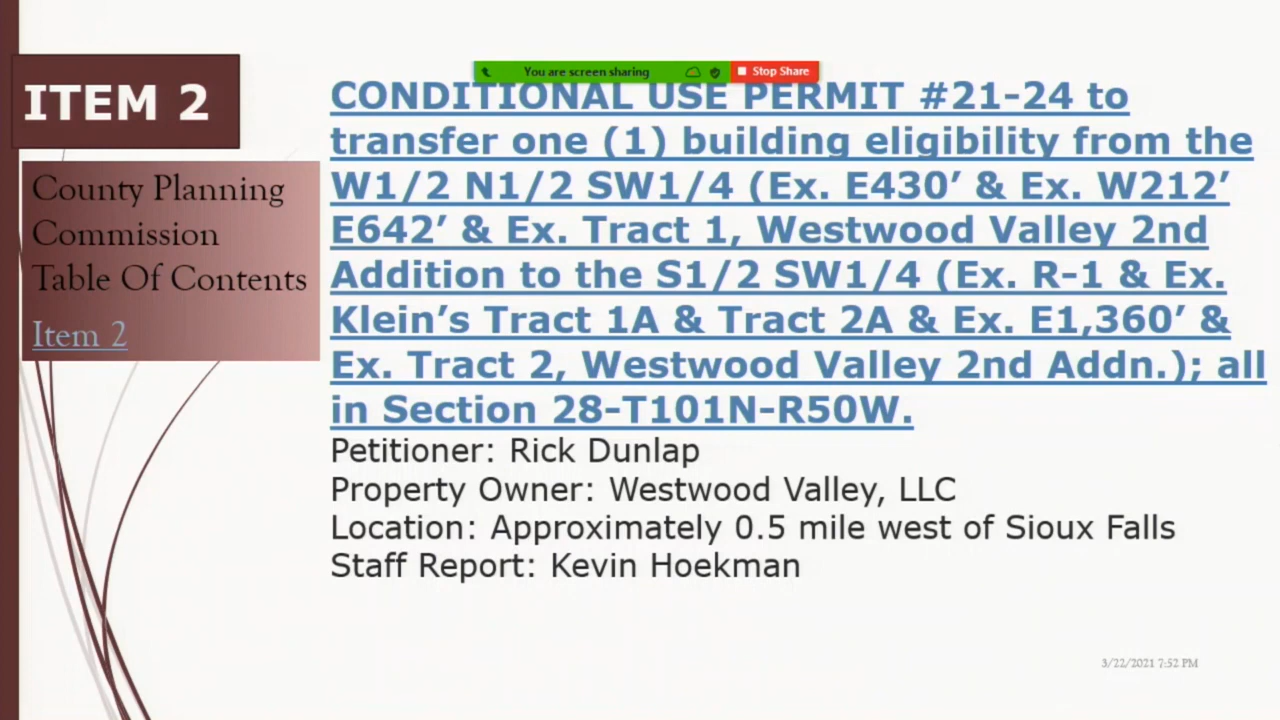 You are screen sharing
Stop Share
ITEM 2
County Planning
Commission
Table Of Contents
Item 2
CONDITIONAL USE PERMIT #21-24 to
transfer one (1) building eligibility from the
W1/2 N1/2 SW1/4 (Ex. E430’ & Ex. W212’
E642’ & Ex. Tract 1, Westwood Valley 2nd
Addition to the S1/2 SW1/4 (Ex. R-1 & Ex.
Klein’s Tract 1A & Tract 2A & Ex. E1,360’ &
Ex. Tract 2, Westwood Valley 2nd Addn.); all
in Section 28-T101N-R50W.
Petitioner: Rick Dunlap
Property Owner: Westwood Valley, LLC
Location: Approximately 0.5 mile west of Sioux Falls
Staff Report: Kevin Hoekman
3/22/2021 7:52 PM